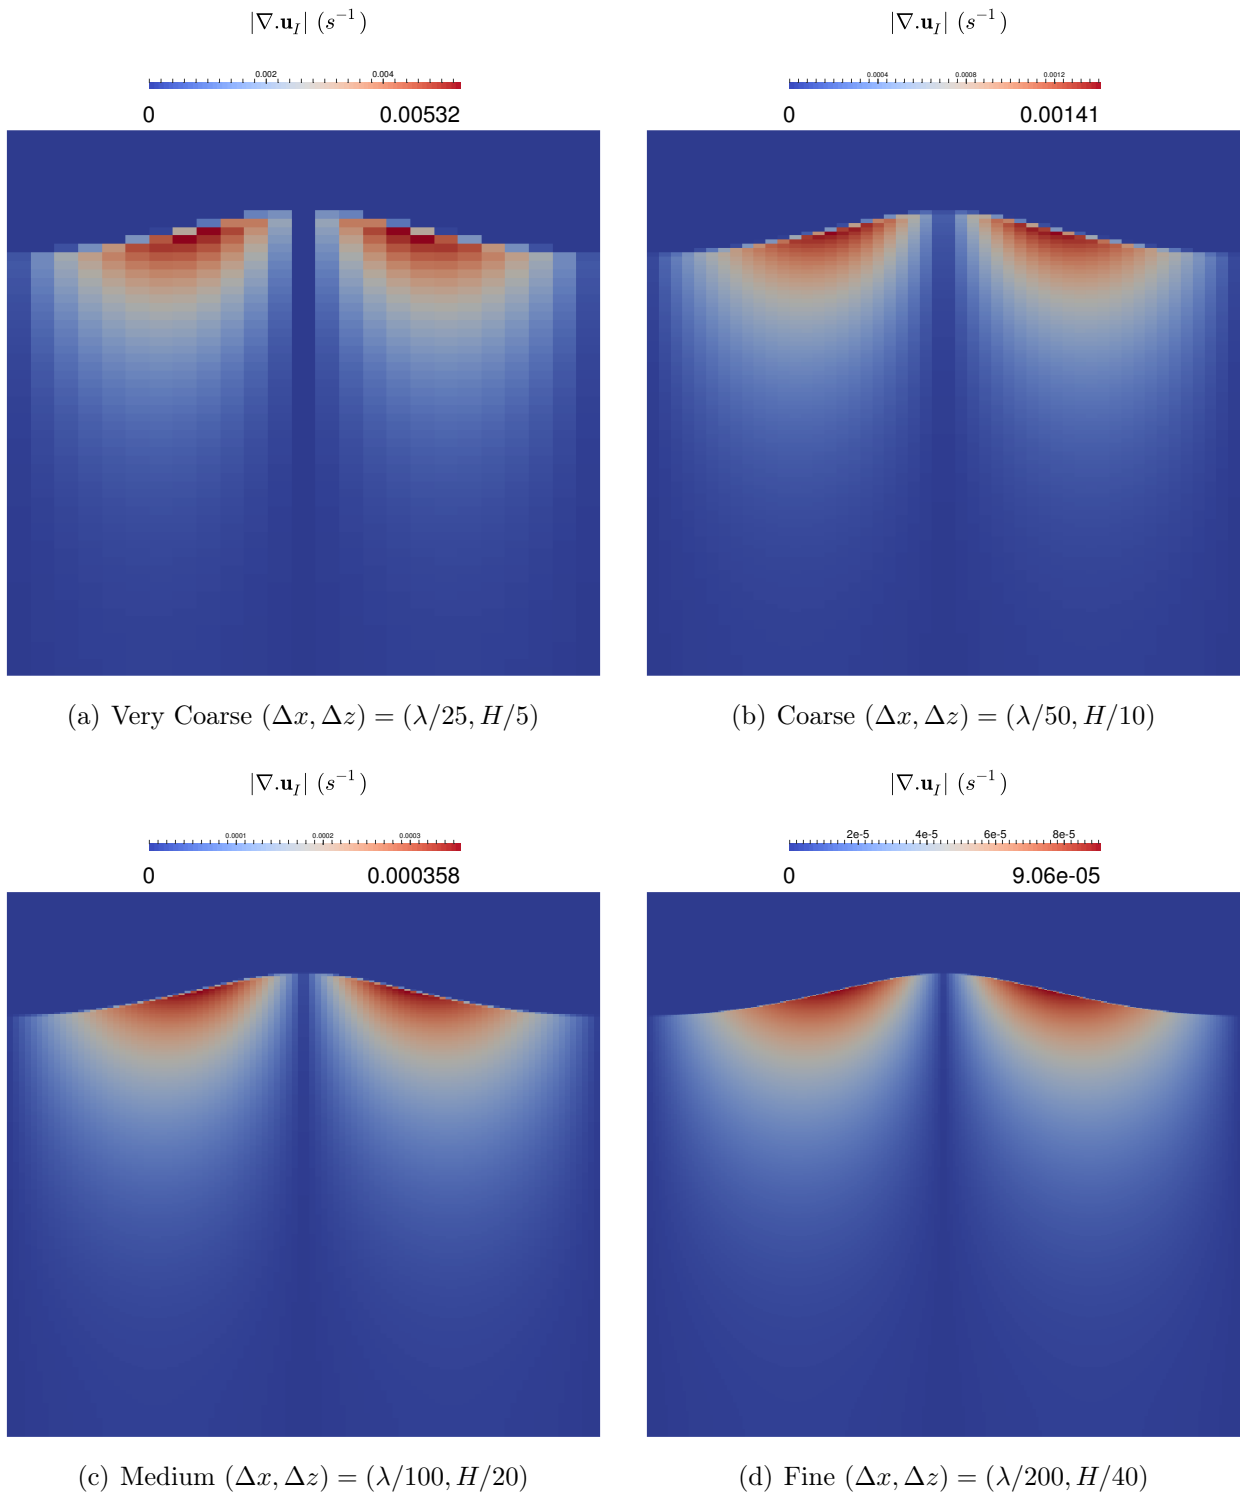 |∇.u_I| (s⁻¹)
0.002 0.004
0 0.00532
(a) Very Coarse (Δx, Δz) = (λ/25, H/5)
|∇.u_I| (s⁻¹)
0.0004 0.0008 0.0012
0 0.00141
(b) Coarse (Δx, Δz) = (λ/50, H/10)
|∇.u_I| (s⁻¹)
0.0001 0.0002 0.0003
0 0.000358
(c) Medium (Δx, Δz) = (λ/100, H/20)
|∇.u_I| (s⁻¹)
2e-5 4e-5 6e-5 8e-5
0 9.06e-05
(d) Fine (Δx, Δz) = (λ/200, H/40)